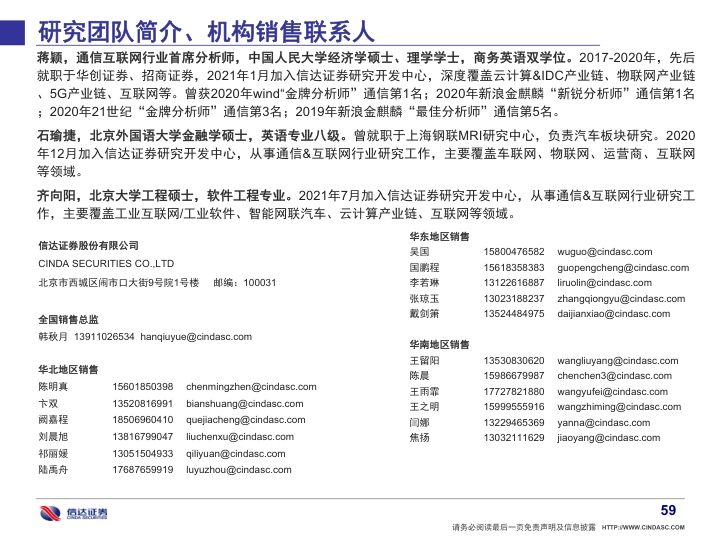 研究团队简介、机构销售联系人
蒋颖，通信互联网行业首席分析师，中国人民大学经济学硕士、理学学士，商务英语双学位。2017-2020年，先后
就职于华创证券、招商证券，2021年1月加入信达证券研究开发中心，深度覆盖云计算&IDC产业链、物联网产业链
、5G产业链、互联网等。曾获2020年wind“金牌分析师”通信第1名；2020年新浪金麒麟“新锐分析师”通信第1名
；2020年21世纪“金牌分析师”通信第3名；2019年新浪金麒麟“最佳分析师”通信第5名。
石瑜捷，北京外国语大学金融学硕士，英语专业八级。曾就职于上海钢联MRI研究中心，负责汽车板块研究。2020
年12月加入信达证券研究开发中心，从事通信&互联网行业研究工作，主要覆盖车联网、物联网、运营商、互联网
等领域。
齐向阳，北京大学工程硕士，软件工程专业。2021年7月加入信达证券研究开发中心，从事通信&互联网行业研究工
作，主要覆盖工业互联网/工业软件、智能网联汽车、云计算产业链、互联网等领域。
信达证券股份有限公司
CINDA SECURITIES CO.,LTD
北京市西城区闹市口大街9号院1号楼 邮编：100031
全国销售总监
韩秋月 13911026534 hanqiuyue@cindasc.com
华北地区销售
陈明真 15601850398 chenmingzhen@cindasc.com
卞双 13520816991 bianshuang@cindasc.com
阙嘉程 18506960410 quejiacheng@cindasc.com
刘晨旭 13816799047 liuchenxu@cindasc.com
祁丽媛 13051504933 qiliyuan@cindasc.com
陆禹舟 17687659919 luyuzhou@cindasc.com
华东地区销售
吴国 15800476582 wuguo@cindasc.com
国鹏程 15618358383 guopengcheng@cindasc.com
李若琳 13122616887 liruolin@cindasc.com
张琼玉 13023188237 zhangqiongyu@cindasc.com
戴剑箫 13524484975 daijianxiao@cindasc.com
华南地区销售
王留阳 13530830620 wangliuyang@cindasc.com
陈晨 15986679987 chenchen3@cindasc.com
王雨霏 17727821880 wangyufei@cindasc.com
王之明 15999555916 wangzhiming@cindasc.com
闫娜 13229465369 yanna@cindasc.com
焦扬 13032111629 jiaoyang@cindasc.com
信达证券
CINDA SECURITIES
59
请务必阅读最后一页免责声明及信息披露 HTTP://WWW.CINDASC.COM